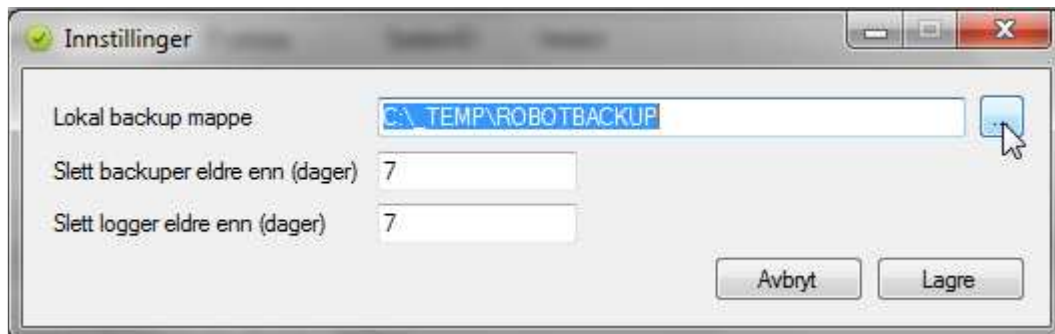 Innstillinger
Lokal backup mappe C:\_TEMP\ROBOTBACKUP ...
Slett backuper eldre enn (dager) 7
Slett logger eldre enn (dager) 7
Avbryt Lagre